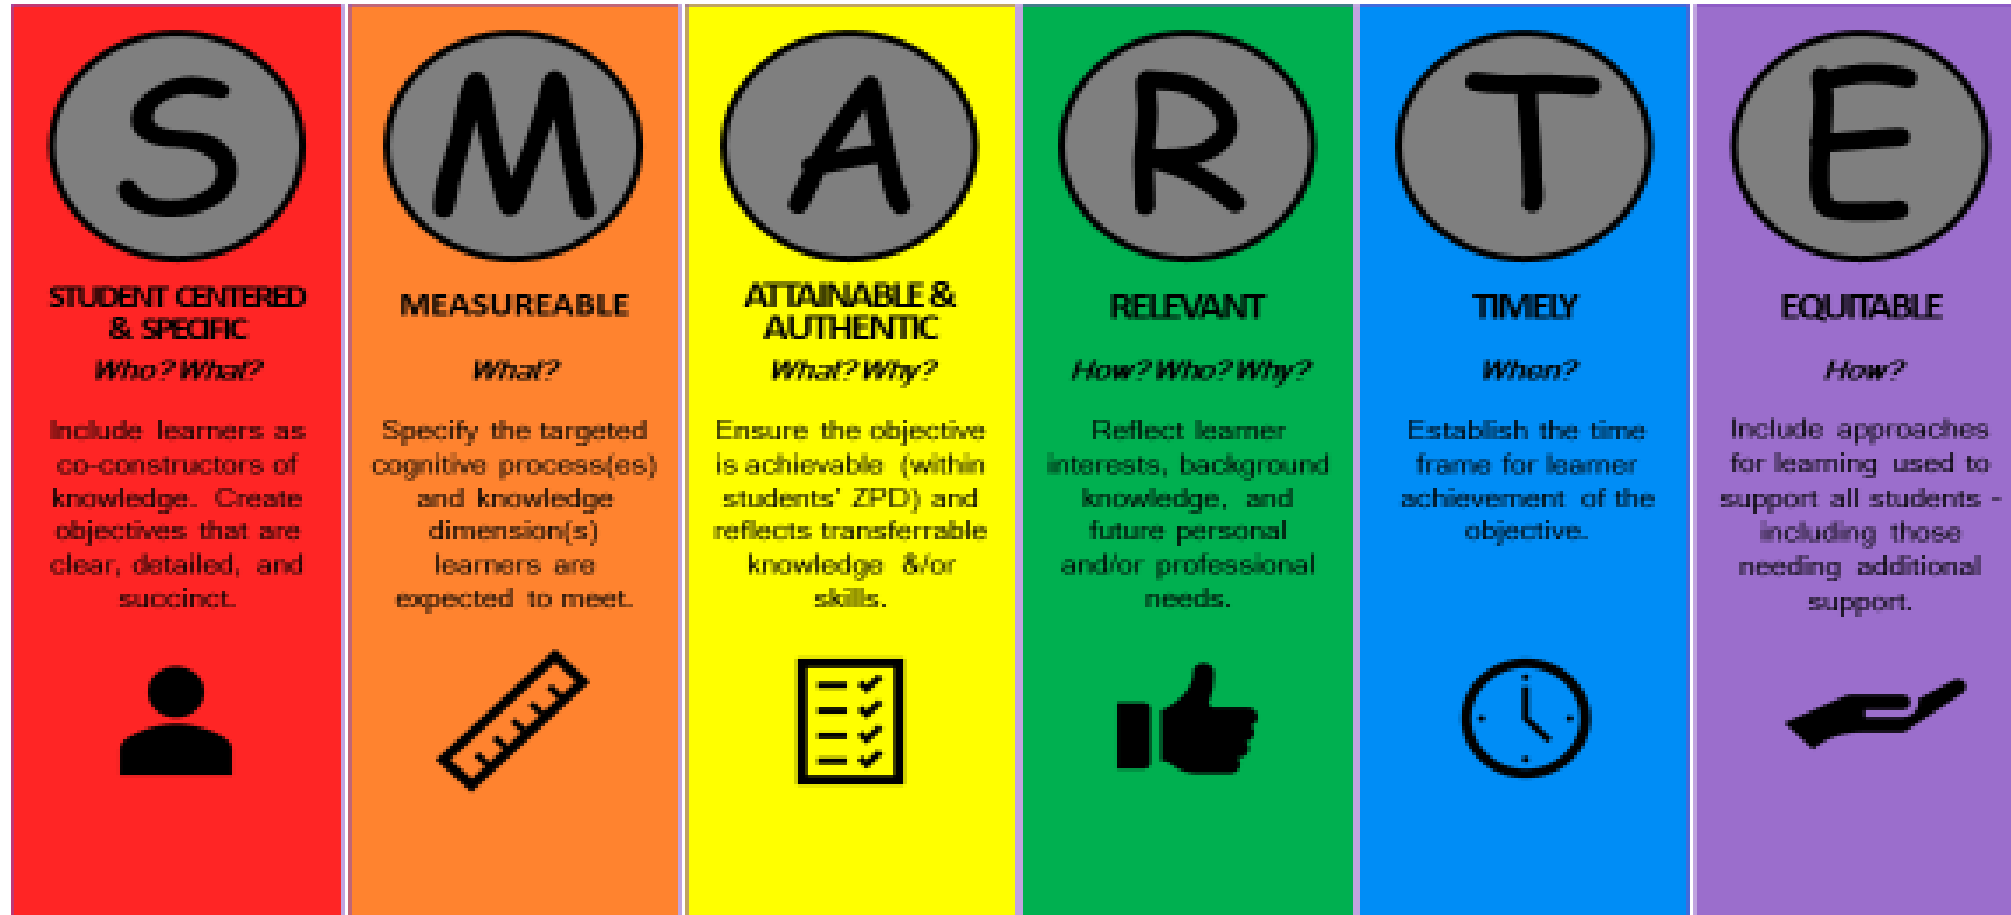 S
STUDENT CENTERED
& SPECIFIC
Who? What?
Include learners as
co-constructors of
knowledge. Create
objectives that are
clear, detailed, and
succinct.
M
MEASUREABLE
What?
Specify the targeted
cognitive process(es)
and knowledge
dimension(s)
learners are
expected to meet.
A
ATTAINABLE &
AUTHENTIC
What? Why?
Ensure the objective
is achievable (within
students' ZPD) and
reflects transferrable
knowledge &/or
skills.
R
RELEVANT
How? Who? Why?
Reflect learner
interests, background
knowledge, and
future personal
and/or professional
needs.
T
TIMELY
When?
Establish the time
frame for learner
achievement of the
objective.
E
EQUITABLE
How?
Include approaches
for learning used to
support all students -
including those
needing additional
support.